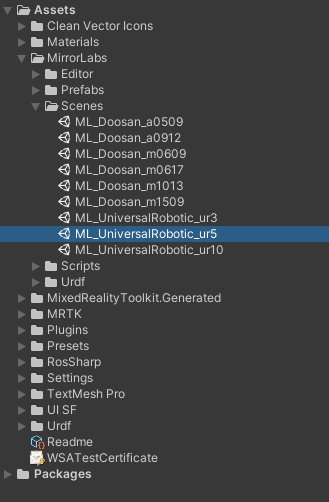 Assets
Clean Vector Icons
Materials
MirrorLabs
Editor
Prefabs
Scenes
ML_Doosan_a0509
ML_Doosan_a0912
ML_Doosan_m0609
ML_Doosan_m0617
ML_Doosan_m1013
ML_Doosan_m1509
ML_UniversalRobotic_ur3
ML_UniversalRobotic_ur5
ML_UniversalRobotic_ur10
Scripts
Urdf
MixedRealityToolkit.Generated
MRTK
Plugins
Presets
RosSharp
Settings
TextMesh Pro
UI SF
Urdf
Readme
WSATestCertificate
Packages